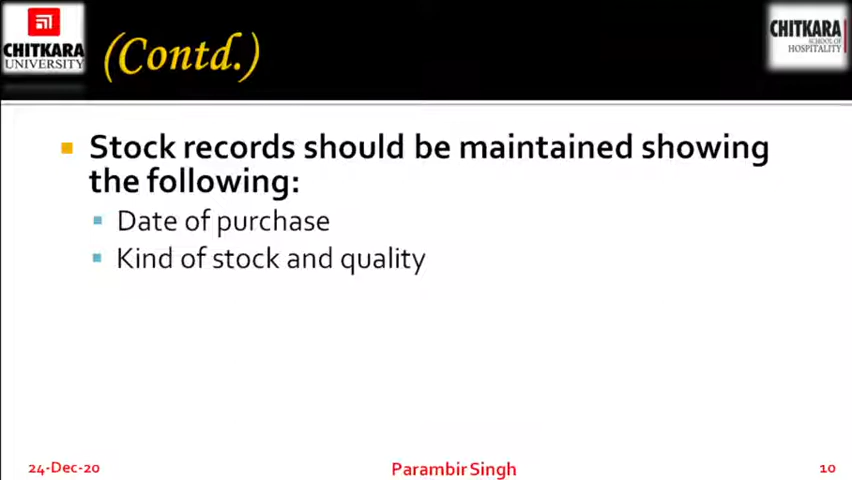 CHITKARA
UNIVERSITY
(Contd.)
CHITKARA
SCHOOL OF
HOSPITALITY
Stock records should be maintained showing
the following:
Date of purchase
Kind of stock and quality
24-Dec-20
Parambir Singh
10